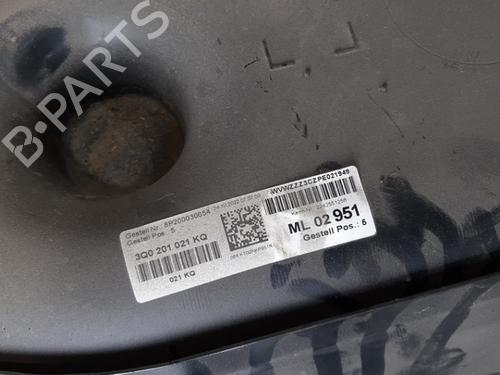 B-PARTS
Gestell Nr. 8P200030654
Gestell Pos. 5
3Q0 201 021 KQ
021 KQ
WVWZZZ3CZPE021949
ML 02 951
Gestell Pos.: 5